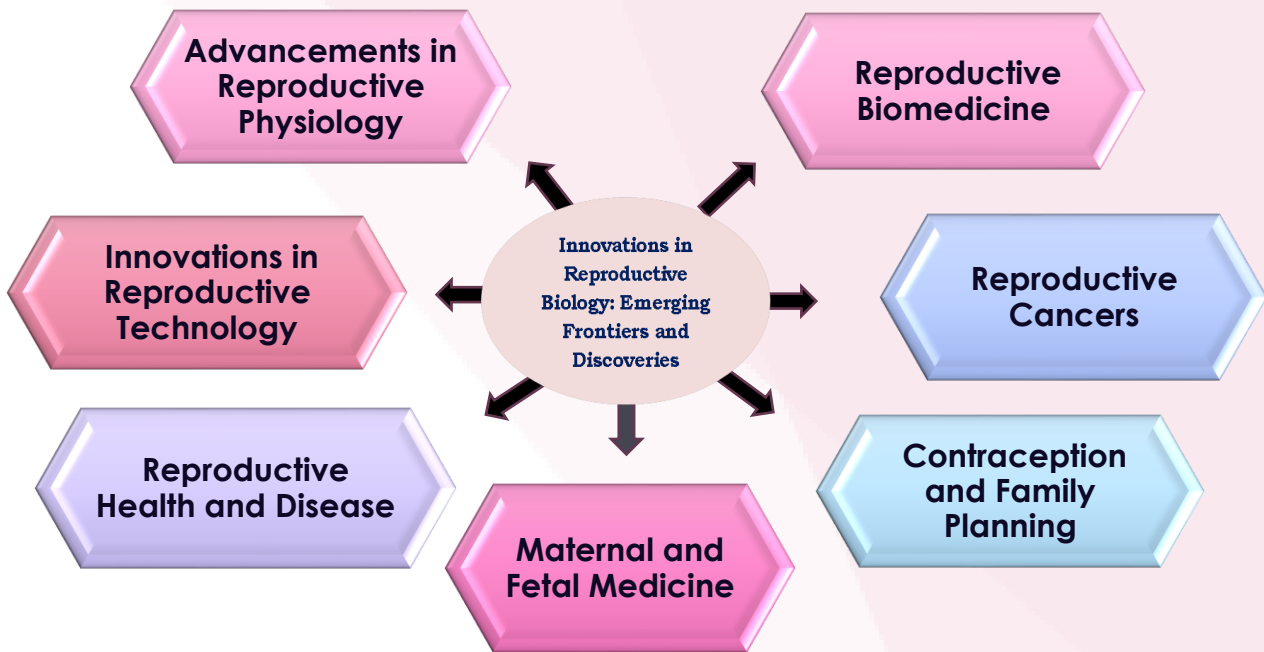 Advancements in
Reproductive
Physiology
Reproductive
Biomedicine
Innovations in
Reproductive
Technology
Innovations in
Reproductive
Biology: Emerging
Frontiers and
Discoveries
Reproductive
Cancers
Reproductive
Health and Disease
Maternal and
Fetal Medicine
Contraception
and Family
Planning